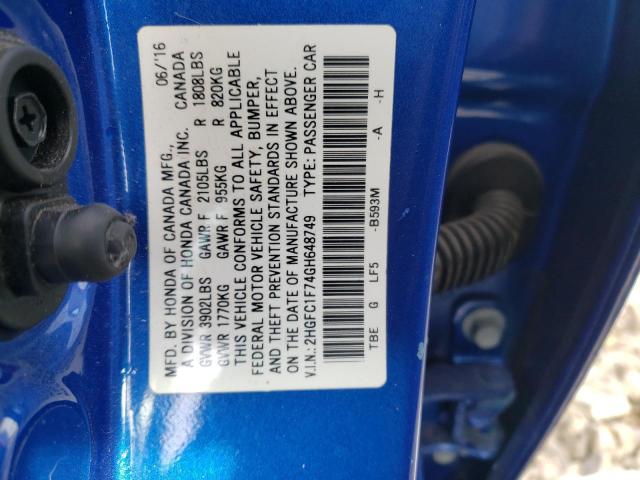 MFD. BY HONDA OF CANADA MFG., 06/'16
A DIVISION OF HONDA CANADA INC. CANADA
GVWR 3902LBS GAWR F 2105LBS R 1808LBS
GVWR 1770KG GAWR F 955KG R 820KG
THIS VEHICLE CONFORMS TO ALL APPLICABLE
FEDERAL MOTOR VEHICLE SAFETY, BUMPER,
AND THEFT PREVENTION STANDARDS IN EFFECT
ON THE DATE OF MANUFACTURE SHOWN ABOVE.
V.I.N.: 2HGFC1F74GH648749 TYPE: PASSENGER CAR
TBE G LF5 -B593M -A -H